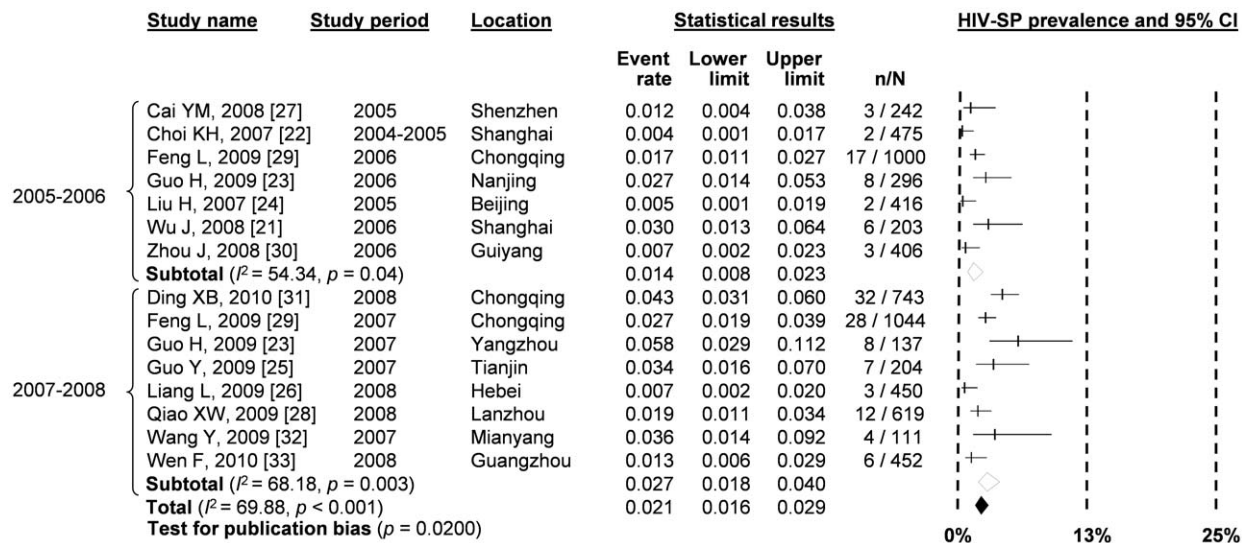 Study name Study period Location Statistical results HIV-SP prevalence and 95% CI
Event rate Lower limit Upper limit n/N
2005-2006
Cai YM, 2008 [27] 2005 Shenzhen 0.012 0.004 0.038 3 / 242
Choi KH, 2007 [22] 2004-2005 Shanghai 0.004 0.001 0.017 2 / 475
Feng L, 2009 [29] 2006 Chongqing 0.017 0.011 0.027 17 / 1000
Guo H, 2009 [23] 2006 Nanjing 0.027 0.014 0.053 8 / 296
Liu H, 2007 [24] 2005 Beijing 0.005 0.001 0.019 2 / 416
Wu J, 2008 [21] 2006 Shanghai 0.030 0.013 0.064 6 / 203
Zhou J, 2008 [30] 2006 Guiyang 0.007 0.002 0.023 3 / 406
Subtotal (I² = 54.34, p = 0.04) 0.014 0.008 0.023
2007-2008
Ding XB, 2010 [31] 2008 Chongqing 0.043 0.031 0.060 32 / 743
Feng L, 2009 [29] 2007 Chongqing 0.027 0.019 0.039 28 / 1044
Guo H, 2009 [23] 2007 Yangzhou 0.058 0.029 0.112 8 / 137
Guo Y, 2009 [25] 2007 Tianjin 0.034 0.016 0.070 7 / 204
Liang L, 2009 [26] 2008 Hebei 0.007 0.002 0.020 3 / 450
Qiao XW, 2009 [28] 2008 Lanzhou 0.019 0.011 0.034 12 / 619
Wang Y, 2009 [32] 2007 Mianyang 0.036 0.014 0.092 4 / 111
Wen F, 2010 [33] 2008 Guangzhou 0.013 0.006 0.029 6 / 452
Subtotal (I² = 68.18, p = 0.003) 0.027 0.018 0.040
Total (I² = 69.88, p < 0.001) 0.021 0.016 0.029
Test for publication bias (p = 0.0200)
0% 13% 25%